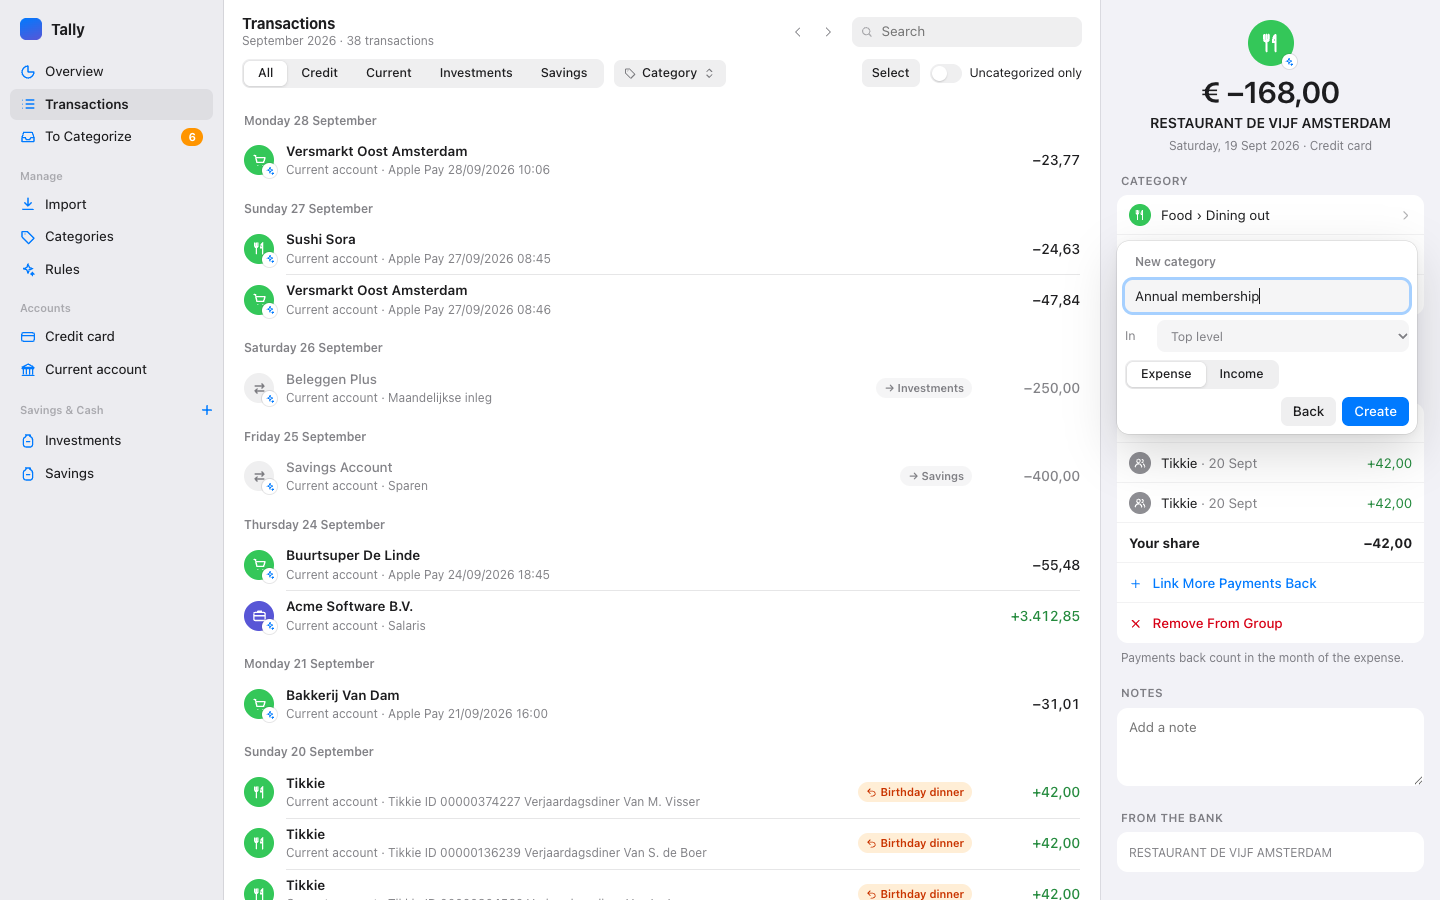 Tally
Overview
Transactions
To Categorize 6
Manage
Import
Categories
Rules
Accounts
Credit card
Current account
Savings & Cash
Investments
Savings
Transactions
September 2026 · 38 transactions
Search
All Credit Current Investments Savings Category
Select Uncategorized only
Monday 28 September
Versmarkt Oost Amsterdam
Current account · Apple Pay 28/09/2026 10:06
−23,77
Sunday 27 September
Sushi Sora
Current account · Apple Pay 27/09/2026 08:45
−24,63
Versmarkt Oost Amsterdam
Current account · Apple Pay 27/09/2026 08:46
−47,84
Saturday 26 September
Beleggen Plus
Current account · Maandelijkse inleg
→ Investments
−250,00
Friday 25 September
Savings Account
Current account · Sparen
→ Savings
−400,00
Thursday 24 September
Buurtsuper De Linde
Current account · Apple Pay 24/09/2026 18:45
−55,48
Acme Software B.V.
Current account · Salaris
+3.412,85
Monday 21 September
Bakkerij Van Dam
Current account · Apple Pay 21/09/2026 16:00
−31,01
Sunday 20 September
Tikkie
Current account · Tikkie ID 00000374227 Verjaardagsdiner Van M. Visser
Birthday dinner
+42,00
Tikkie
Current account · Tikkie ID 00000136239 Verjaardagsdiner Van S. de Boer
Birthday dinner
+42,00
Tikkie
Birthday dinner
+42,00
€ −168,00
RESTAURANT DE VIJF AMSTERDAM
Saturday, 19 Sept 2026 · Credit card
CATEGORY
Food › Dining out
New category
Annual membership
In Top level
Expense Income
Back Create
Tikkie · 20 Sept +42,00
Tikkie · 20 Sept +42,00
Your share −42,00
Link More Payments Back
Remove From Group
Payments back count in the month of the expense.
NOTES
Add a note
FROM THE BANK
RESTAURANT DE VIJF AMSTERDAM